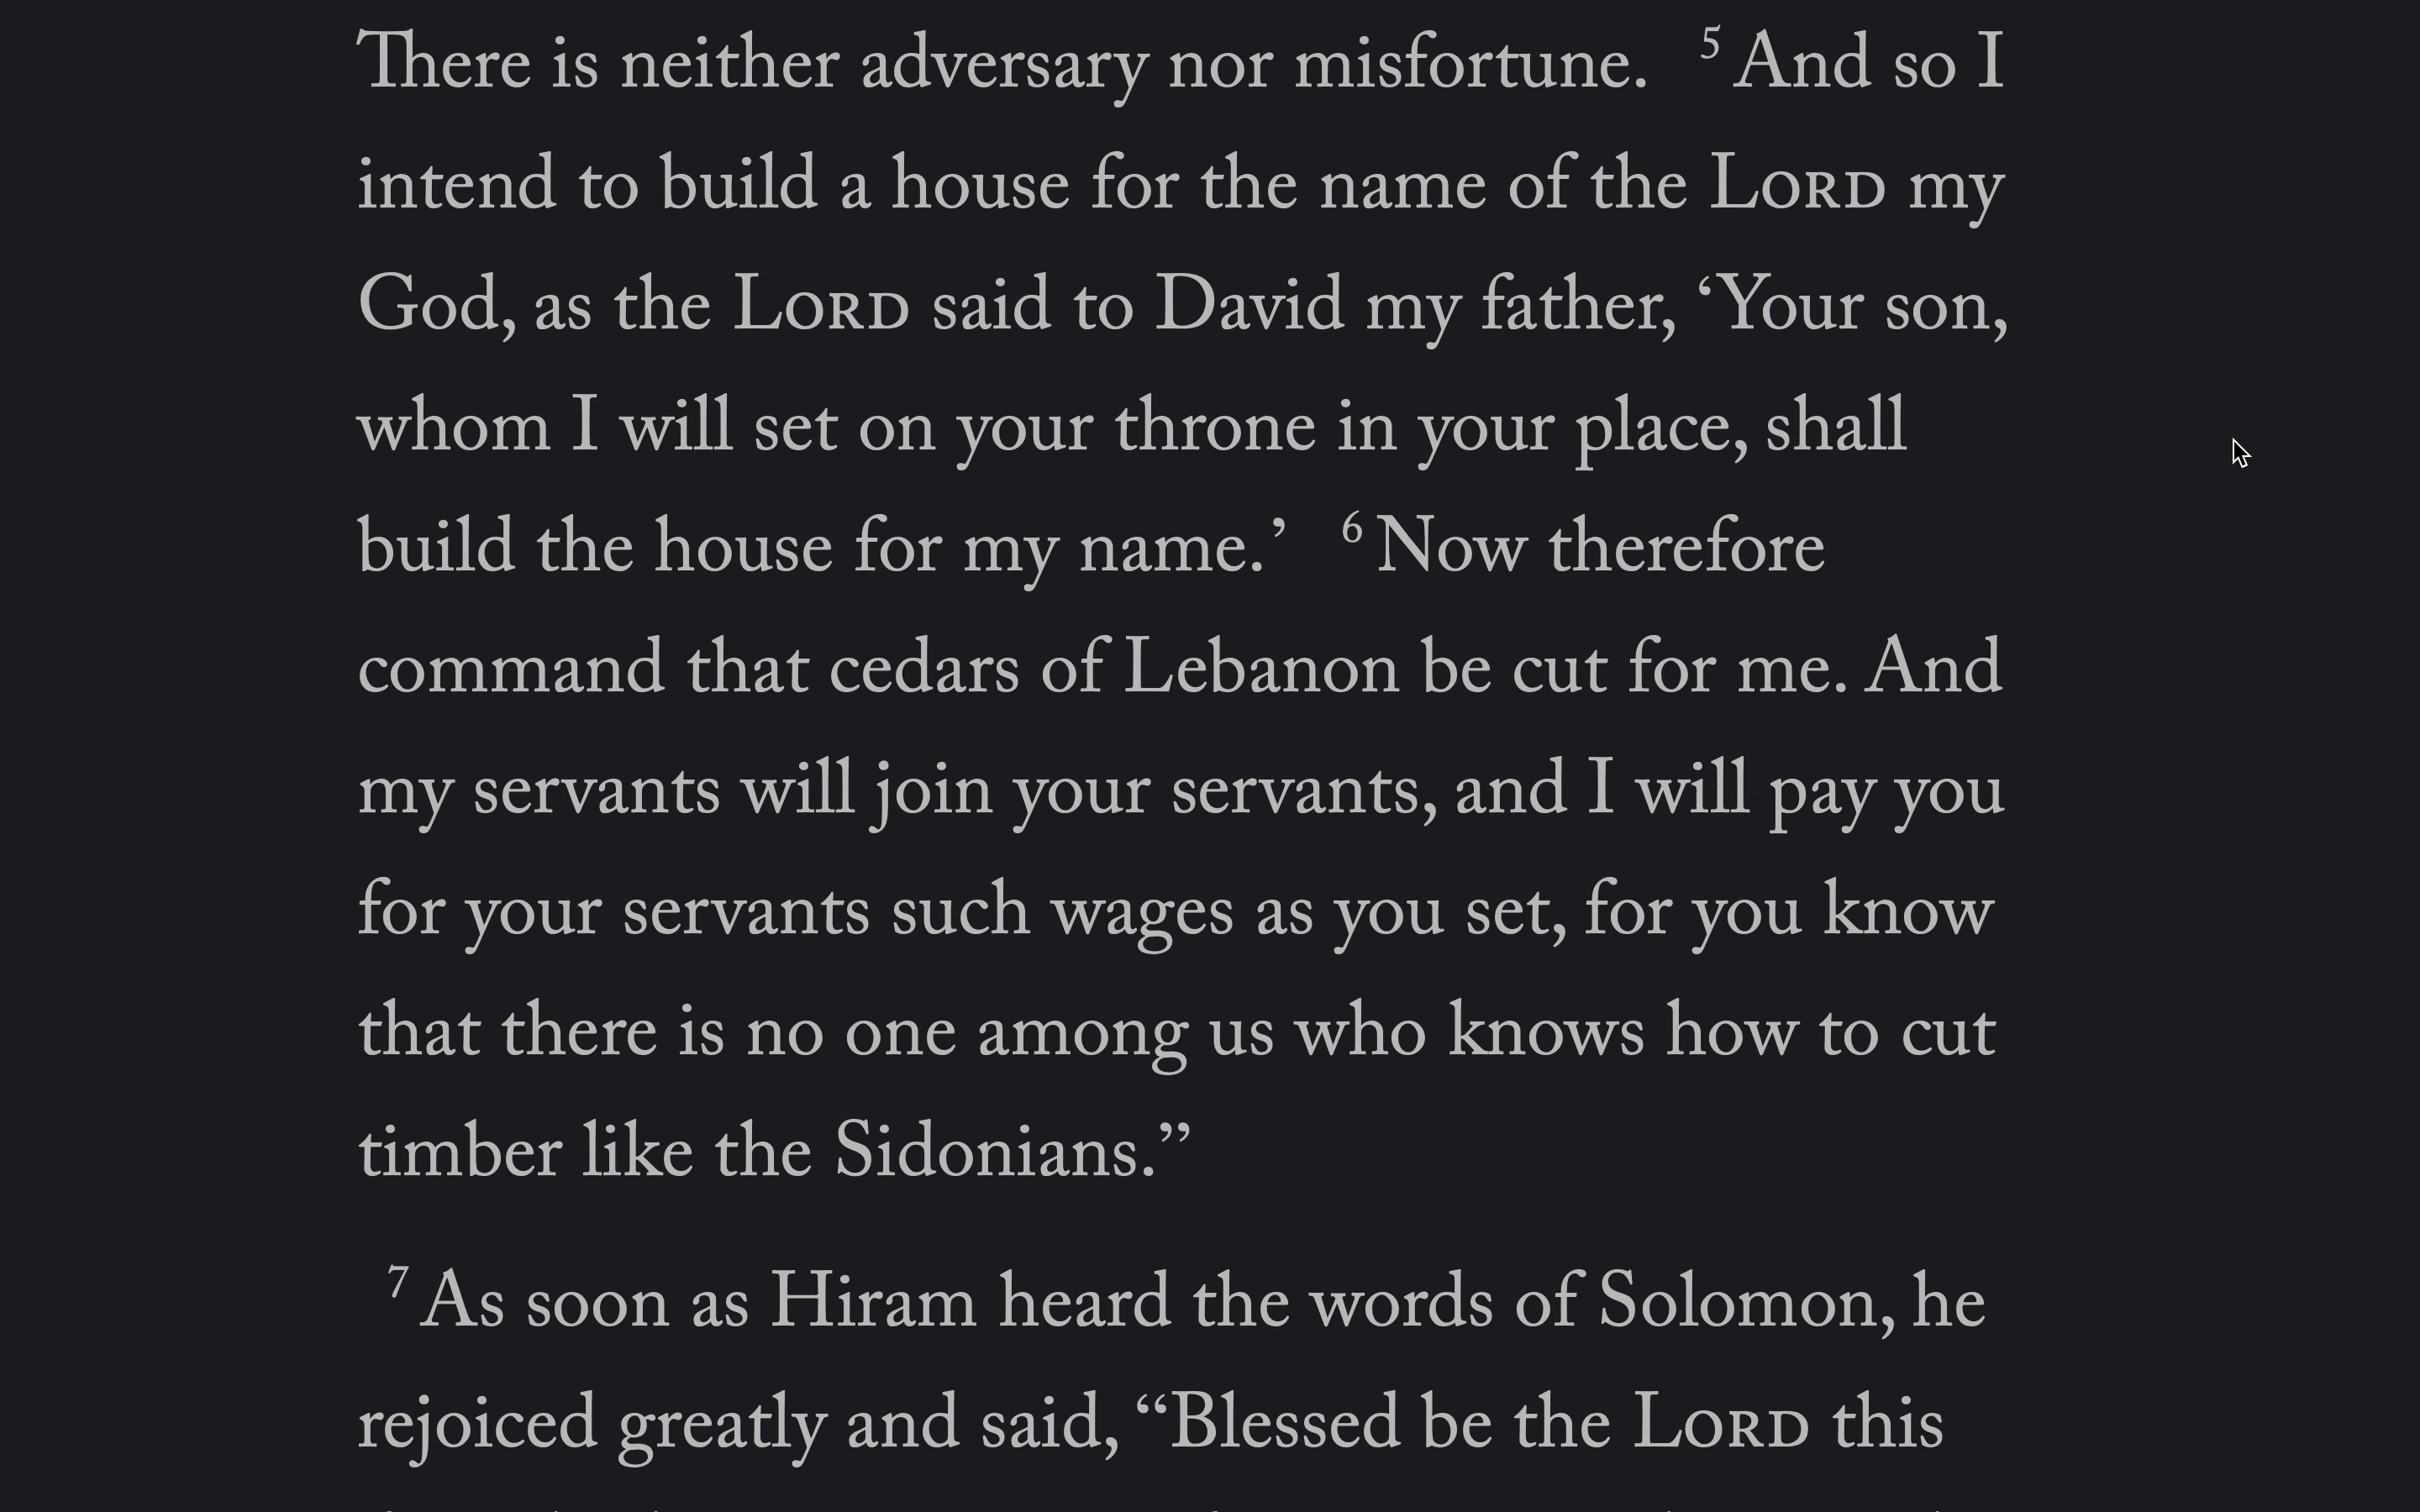 There is neither adversary nor misfortune. 5 And so I
intend to build a house for the name of the LORD my
God, as the LORD said to David my father, ‘Your son,
whom I will set on your throne in your place, shall
build the house for my name.’ 6 Now therefore
command that cedars of Lebanon be cut for me. And
my servants will join your servants, and I will pay you
for your servants such wages as you set, for you know
that there is no one among us who knows how to cut
timber like the Sidonians.”
7 As soon as Hiram heard the words of Solomon, he
rejoiced greatly and said, “Blessed be the LORD this